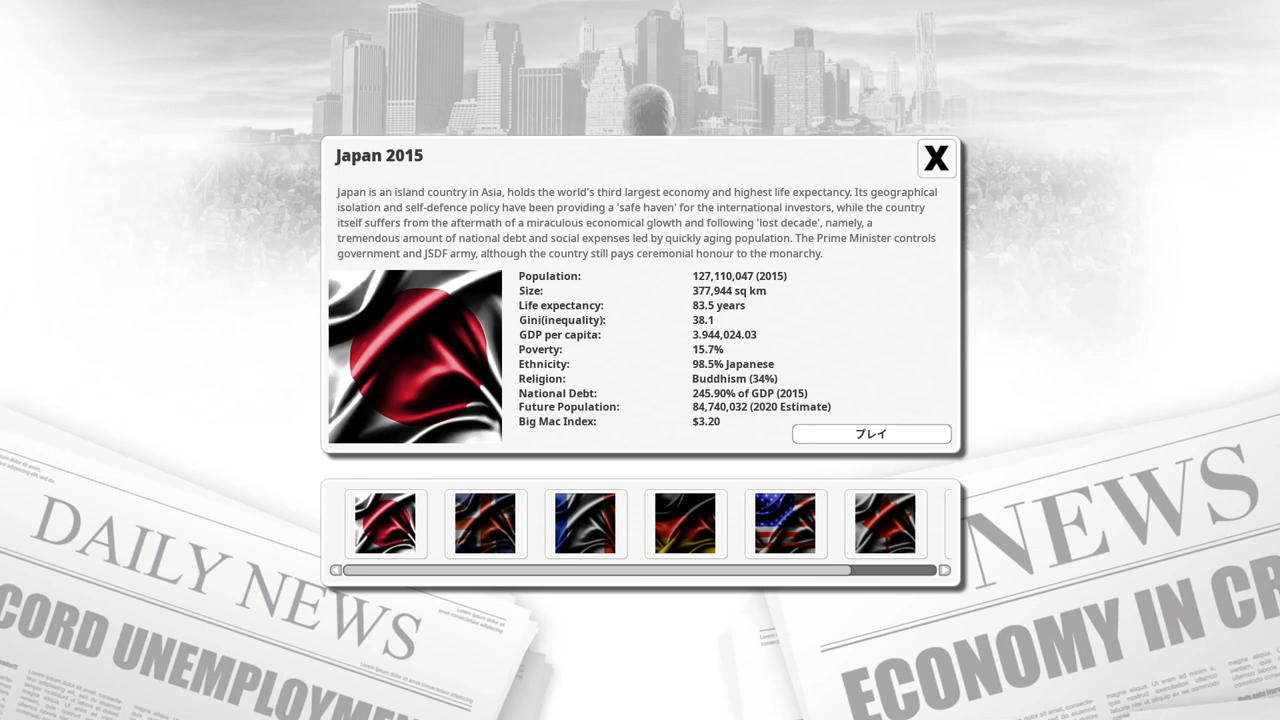 Japan 2015
X
Japan is an island country in Asia, holds the world's third largest economy and highest life expectancy. Its geographical
isolation and self-defence policy have been providing a 'safe haven' for the international investors, while the country
itself suffers from the aftermath of a miraculous economical growth and following 'lost decade', namely, a
tremendous amount of national debt and social expenses led by quickly aging population. The Prime Minister controls
government and JSDF army, although the country still pays ceremonial honour to the monarchy.
Population: 127,110,047 (2015)
Size: 377,944 sq km
Life expectancy: 83.5 years
Gini(inequality): 38.1
GDP per capita: 3.944,024.03
Poverty: 15.7%
Ethnicity: 98.5% Japanese
Religion: Buddhism (34%)
National Debt: 245.90% of GDP (2015)
Future Population: 84,740,032 (2020 Estimate)
Big Mac Index: $3.20
プレイ
DAILY NEWS
CORD UNEMPLOYME
NEWS
ECONOMY IN CR